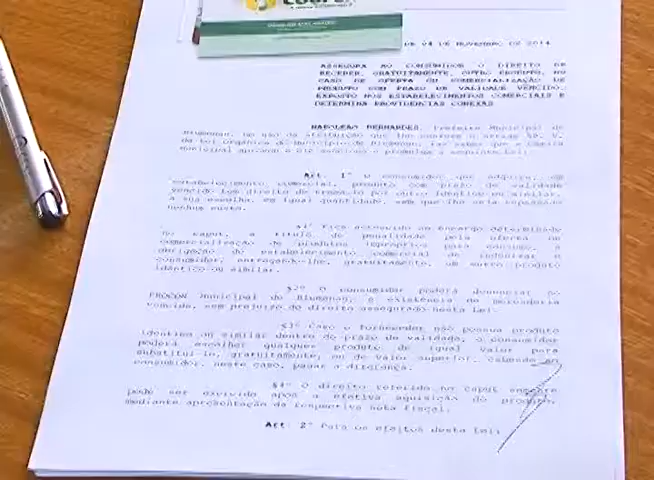 DE 04 DE NOVEMBRO DE 2014
ASSEGURA AO CONSUMIDOR O DIREITO DE
RECEBER, GRATUITAMENTE, OUTRO PRODUTO, NO
CASO DE OFERTA OU COMERCIALIZAÇÃO DE
PRODUTO COM PRAZO DE VALIDADE VENCIDO,
EXPOSTO NOS ESTABELECIMENTOS COMERCIAIS E
DETERMINA PROVIDÊNCIAS CONEXAS
NAPOLEÃO BERNARDES, Prefeito Municipal de
Blumenau, no uso da atribuição que lhe confere o artigo
da Lei Orgânica do Município de Blumenau, faz saber que a Câmara
Municipal aprovou e ele sanciona e promulga a seguinte Lei:
Art. 1º O consumidor que adquirir, em
estabelecimento comercial, produto com prazo de validade
vencido tem direito de trocá-lo por outro idêntico ou similar,
à sua escolha, em igual quantidade, sem que lhe seja
nenhum custo.
§1º Fica
do caput, a título de penalidade pela oferta ou
comercialização de produtos impróprios para consumo, a
obrigação do estabelecimento comercial de indenizar o
consumidor, entregando-lhe, gratuitamente, um outro produto
idêntico ou similar.
§2º O consumidor poderá denunciar ao
PROCON Municipal de Blumenau, a existência de mercadoria
vencida, sem prejuízo do direito assegurado nesta Lei.
§3º Caso o fornecedor não possua produto
idêntico ou similar dentro do prazo de validade, o consumidor
poderá escolher qualquer produto de igual valor para
substituí-lo, gratuitamente, ou de valor superior, cabendo ao
consumidor, neste caso, pagar a diferença.
§4º O direito referido no caput
pode ser exercido após a efetiva aquisição do produto,
mediante apresentação da respectiva nota fiscal.
Art. 2º Para os efeitos desta Lei: